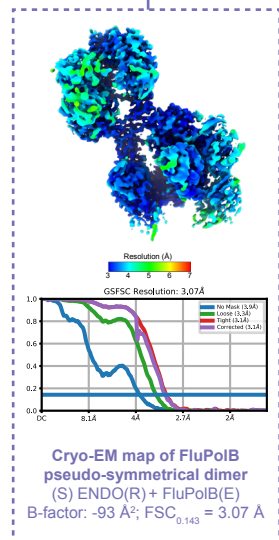 Resolution (Å)
3 4 5 6 7
GSFSC Resolution: 3,07Å
1.0
0.8
0.6
0.4
0.2
0.0
No Mask (3,9Å)
Loose (3,3Å)
Tight (3.1Å)
Corrected (3.1Å)
DC 8.1Å 4Å 2.7Å 2Å
Cryo-EM map of FluPolB
pseudo-symmetrical dimer
(S) ENDO(R) + FluPolB(E)
B-factor: -93 Å²; FSC₀.₁₄₃ = 3.07 Å